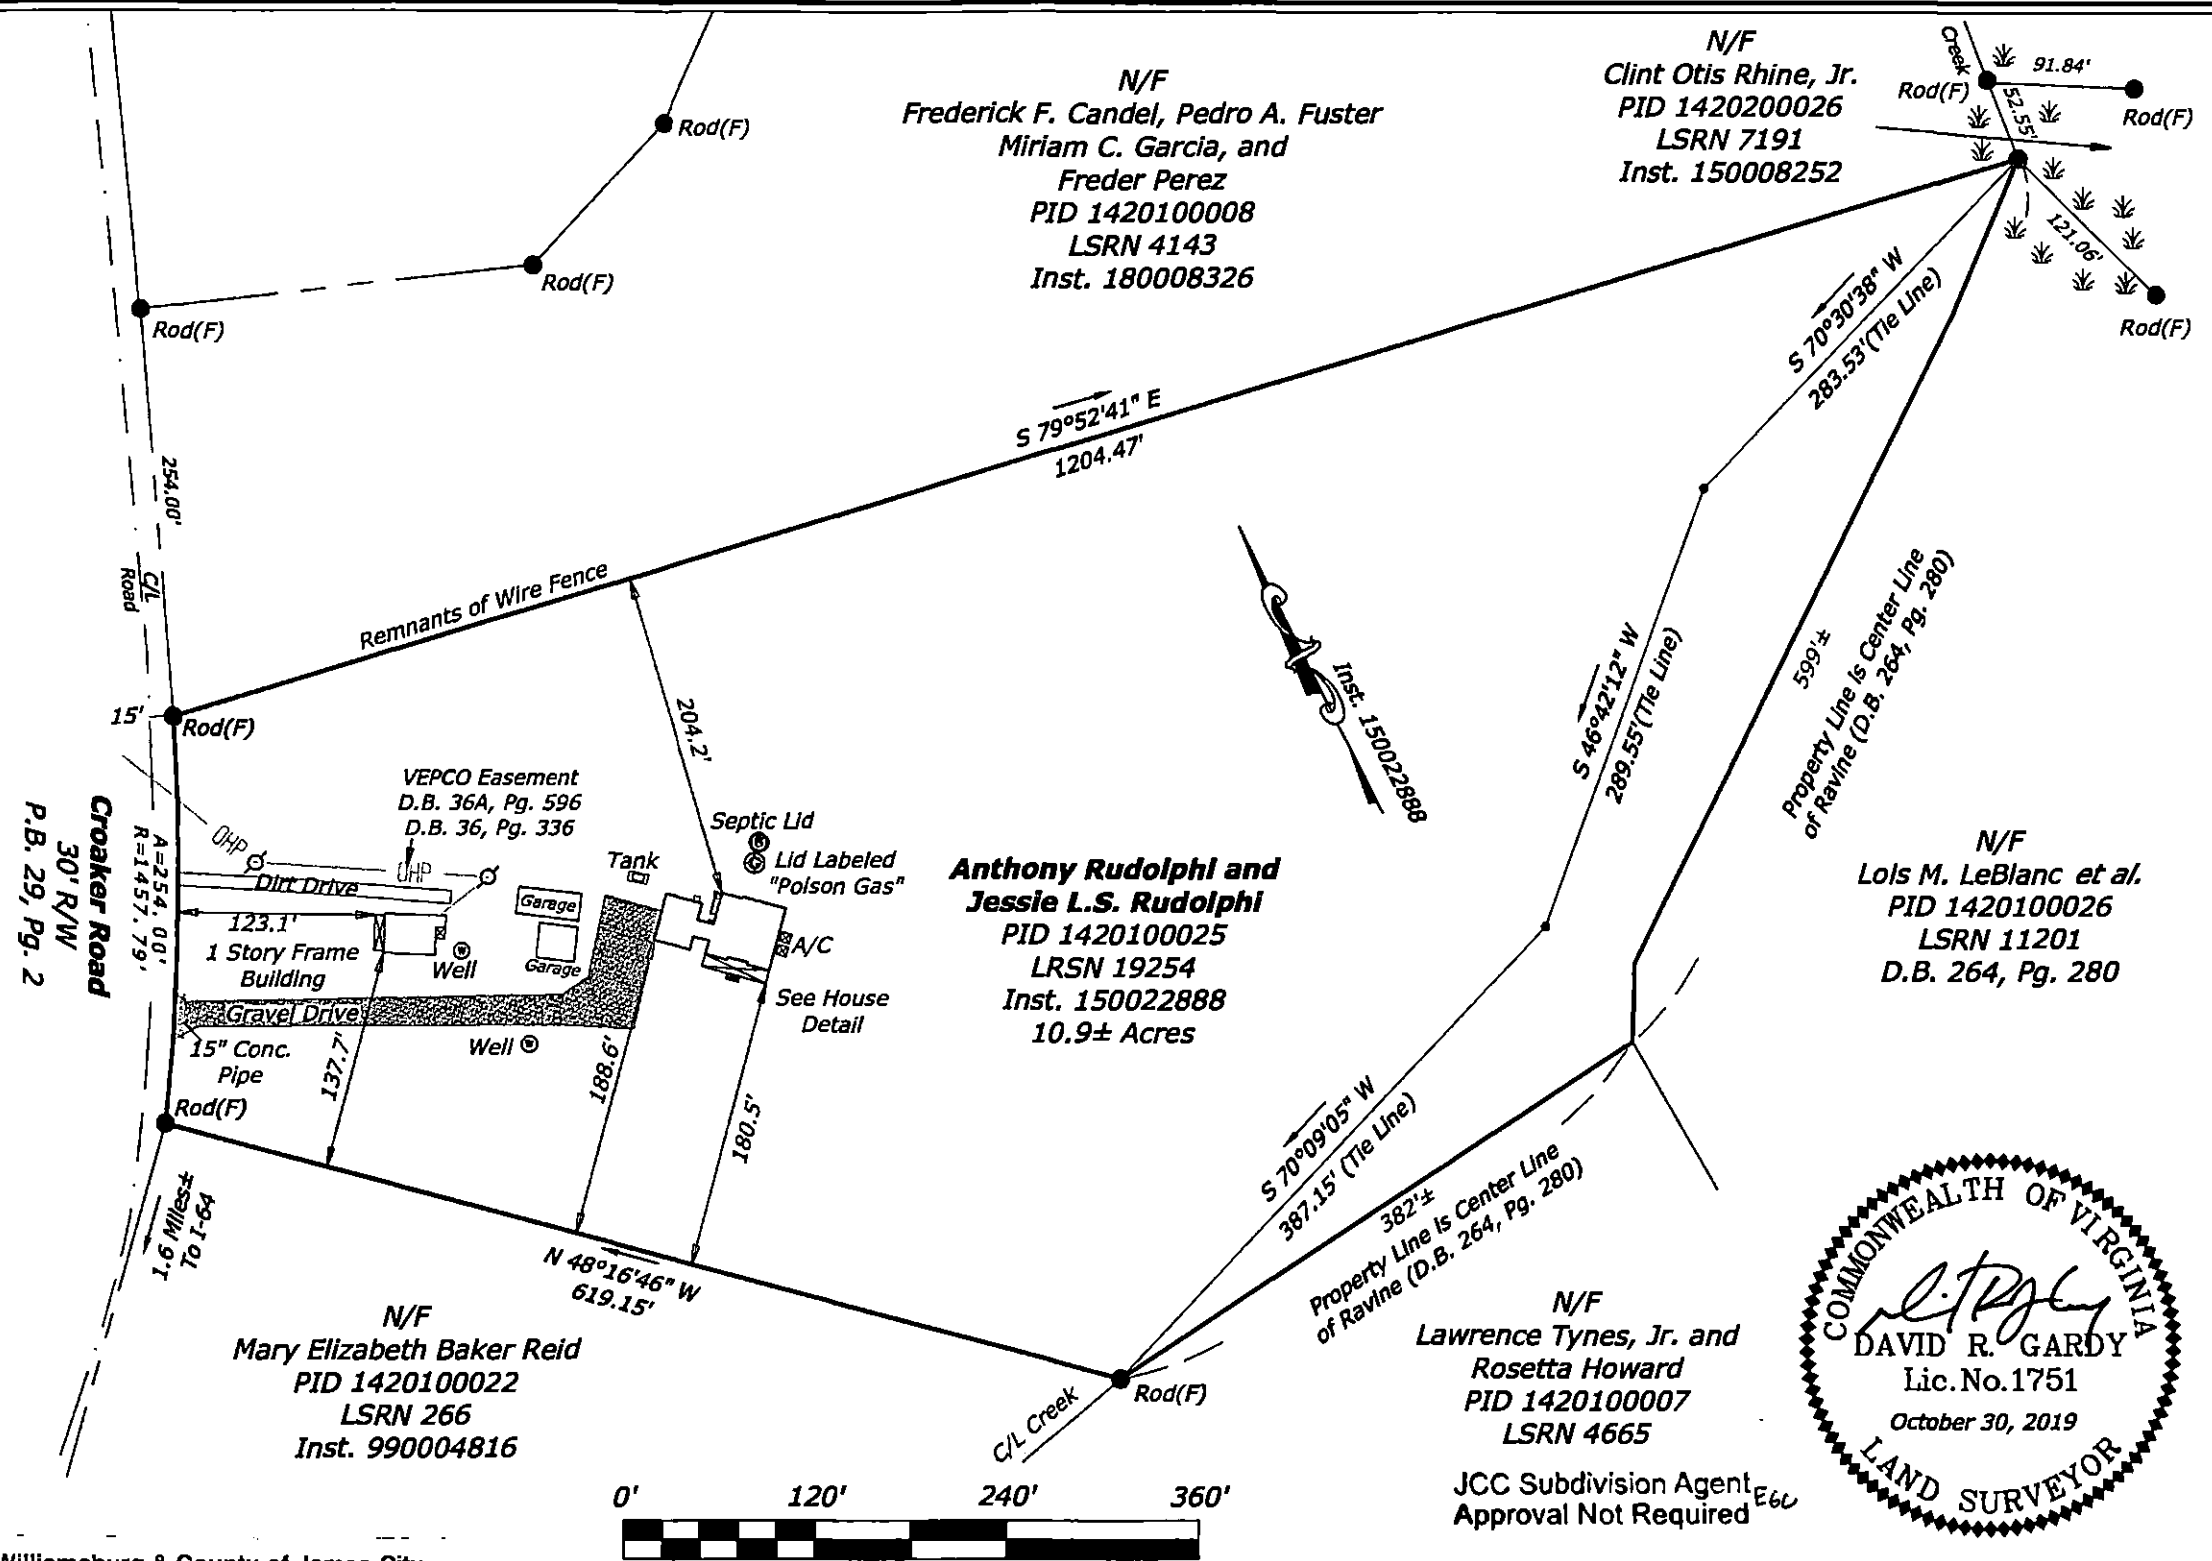 N/F
Frederick F. Candel, Pedro A. Fuster
Miriam C. Garcia, and
Freder Perez
PID 1420100008
LSRN 4143
Inst. 180008326
N/F
Clint Otis Rhine, Jr.
PID 1420200026
LSRN 7191
Inst. 150008252
Creek
Rod(F)
91.84'
Rod(F)
52.55'
121.06'
Rod(F)
Rod(F)
Rod(F)
Rod(F)
S 70°30'38" W
283.53'(Tie Line)
S 79°52'41" E
1204.47'
254.00'
C/L
Road
Remnants of Wire Fence
15'
Rod(F)
204.2'
Inst. 150022888
S 46°42'12" W
289.55'(Tie Line)
599'±
Property Line is Center Line
of Ravine (D.B. 264, Pg. 280)
VEPCO Easement
D.B. 36A, Pg. 596
D.B. 36, Pg. 336
Croaker Road
30' R/W
P.B. 29, Pg. 2
A=254.00'
R=1457.79'
OHP
OHP
Dirt Drive
123.1'
1 Story Frame
Building
Well
Garage
Garage
Tank
Septic Lid
Lid Labeled
"Poison Gas"
A/C
See House
Detail
Gravel Drive
15" Conc.
Pipe
Well
137.7'
188.6'
180.5'
Rod(F)
Anthony Rudolphi and
Jessie L.S. Rudolphi
PID 1420100025
LRSN 19254
Inst. 150022888
10.9± Acres
N/F
Lois M. LeBlanc et al.
PID 1420100026
LSRN 11201
D.B. 264, Pg. 280
S 70°09'05" W
387.15' (Tie Line)
382'±
Property Line is Center Line
of Ravine (D.B. 264, Pg. 280)
1.6 Miles±
To I-64
N 48°16'46" W
619.15'
N/F
Mary Elizabeth Baker Reid
PID 1420100022
LSRN 266
Inst. 990004816
C/L Creek
Rod(F)
N/F
Lawrence Tynes, Jr. and
Rosetta Howard
PID 1420100007
LSRN 4665
JCC Subdivision Agent EGC
Approval Not Required
COMMONWEALTH OF VIRGINIA
DAVID R. GARDY
Lic.No.1751
October 30, 2019
LAND SURVEYOR
0' 120' 240' 360'
Williamsburg & County of James City